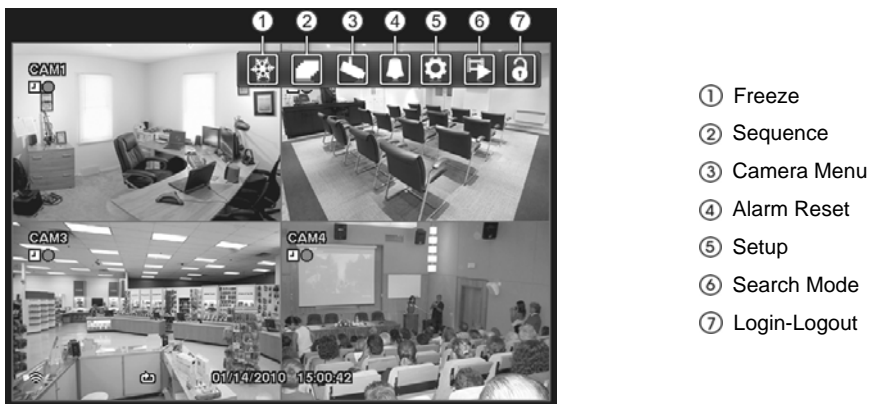 ① ② ③ ④ ⑤ ⑥ ⑦
CAM1
CAM3
CAM4
01/14/2010 15:00:42
① Freeze
② Sequence
③ Camera Menu
④ Alarm Reset
⑤ Setup
⑥ Search Mode
⑦ Login-Logout